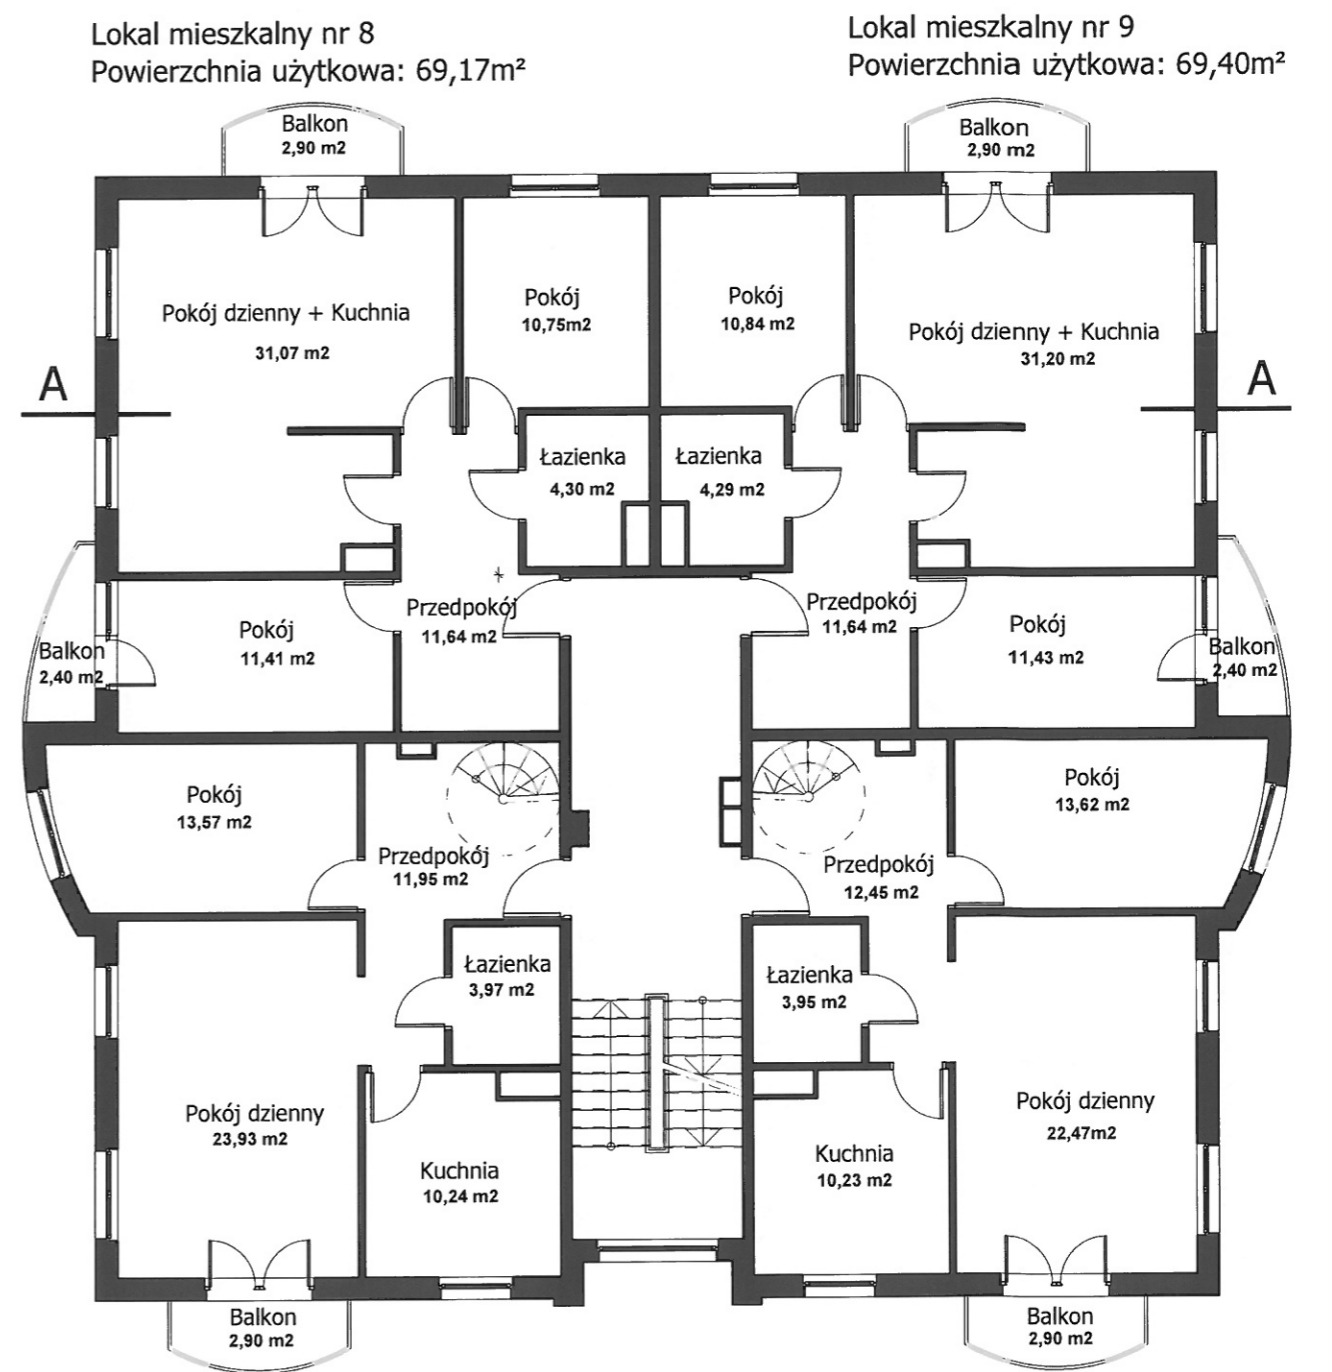 Lokal mieszkalny nr 8
Powierzchnia użytkowa: 69,17m²
Lokal mieszkalny nr 9
Powierzchnia użytkowa: 69,40m²
Balkon
2,90 m2
Balkon
2,90 m2
Pokój dzienny + Kuchnia
31,07 m2
Pokój
10,75m2
Pokój
10,84 m2
Pokój dzienny + Kuchnia
31,20 m2
A
A
Łazienka
4,30 m2
Łazienka
4,29 m2
Balkon
2,40 m2
Pokój
11,41 m2
Przedpokój
11,64 m2
Przedpokój
11,64 m2
Pokój
11,43 m2
Balkon
2,40 m2
Pokój
13,57 m2
Przedpokój
11,95 m2
Przedpokój
12,45 m2
Pokój
13,62 m2
Łazienka
3,97 m2
Łazienka
3,95 m2
Pokój dzienny
23,93 m2
Kuchnia
10,24 m2
Kuchnia
10,23 m2
Pokój dzienny
22,47m2
Balkon
2,90 m2
Balkon
2,90 m2